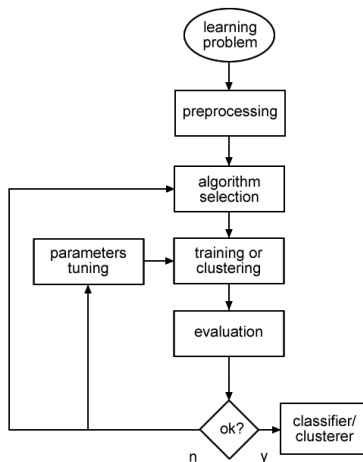 learning
problem
preprocessing
algorithm
selection
parameters
tuning
training or
clustering
evaluation
ok?
n
y
classifier/
clusterer